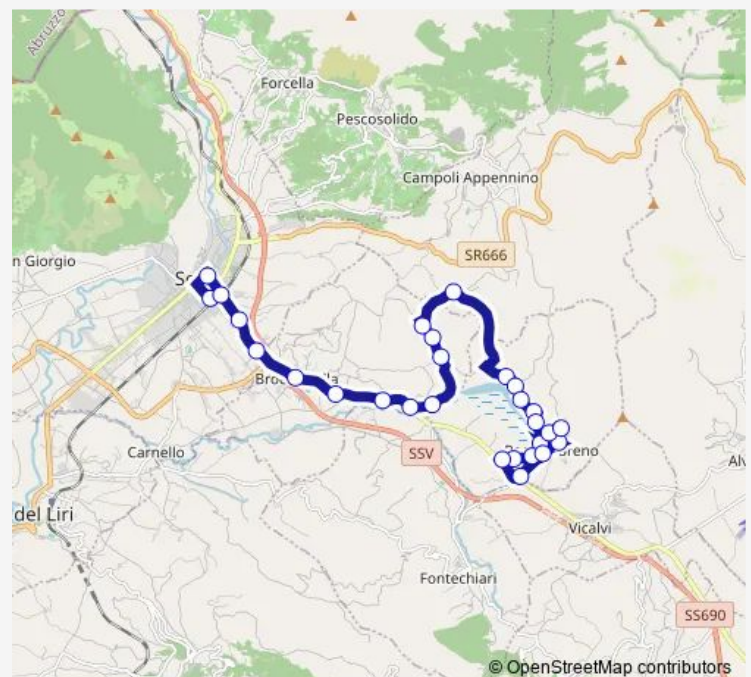 Abruzzo
Forcella
Pescosolido
Campoli Appennino
n Giorgio
SR666
SSV
Carnello
del Liri
Vicalvi
Fontechiari
SS690
© OpenStreetMap contributors